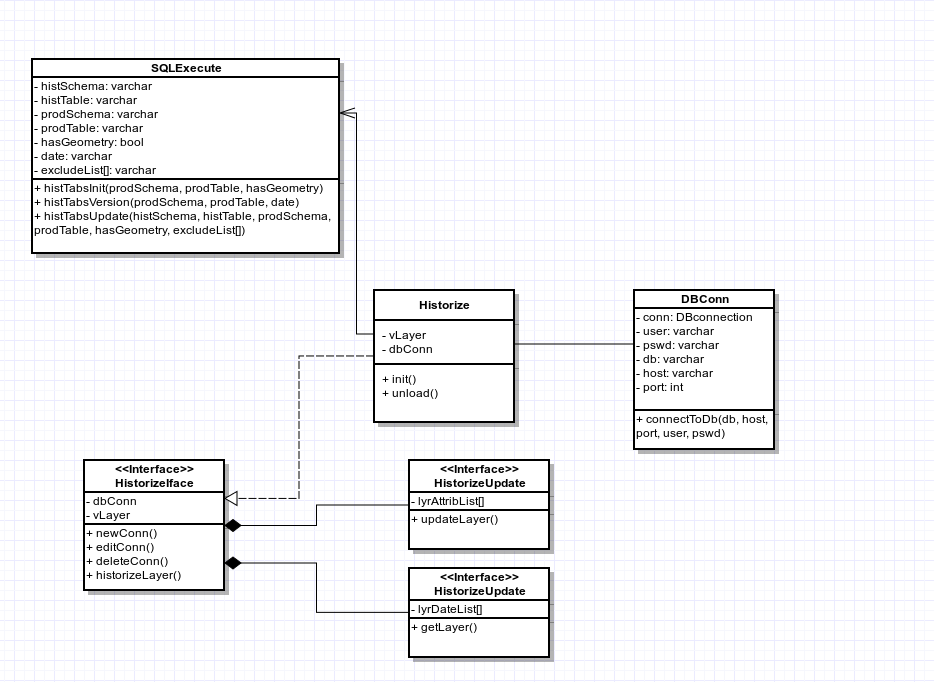 SQLExecute
- histSchema: varchar
- histTable: varchar
- prodSchema: varchar
- prodTable: varchar
- hasGeometry: bool
- date: varchar
- excludeList[]: varchar
+ histTabsInit(prodSchema, prodTable, hasGeometry)
+ histTabsVersion(prodSchema, prodTable, date)
+ histTabsUpdate(histSchema, histTable, prodSchema,
prodTable, hasGeometry, excludeList[])
Historize
- vLayer
- dbConn
+ init()
+ unload()
DBConn
- conn: DBconnection
- user: varchar
- pswd: varchar
- db: varchar
- host: varchar
- port: int
+ connectToDb(db, host,
port, user, pswd)
<<Interface>>
HistorizeIface
- dbConn
- vLayer
+ newConn()
+ editConn()
+ deleteConn()
+ historizeLayer()
<<Interface>>
HistorizeUpdate
- lyrAttribList[]
+ updateLayer()
<<Interface>>
HistorizeUpdate
- lyrDateList[]
+ getLayer()